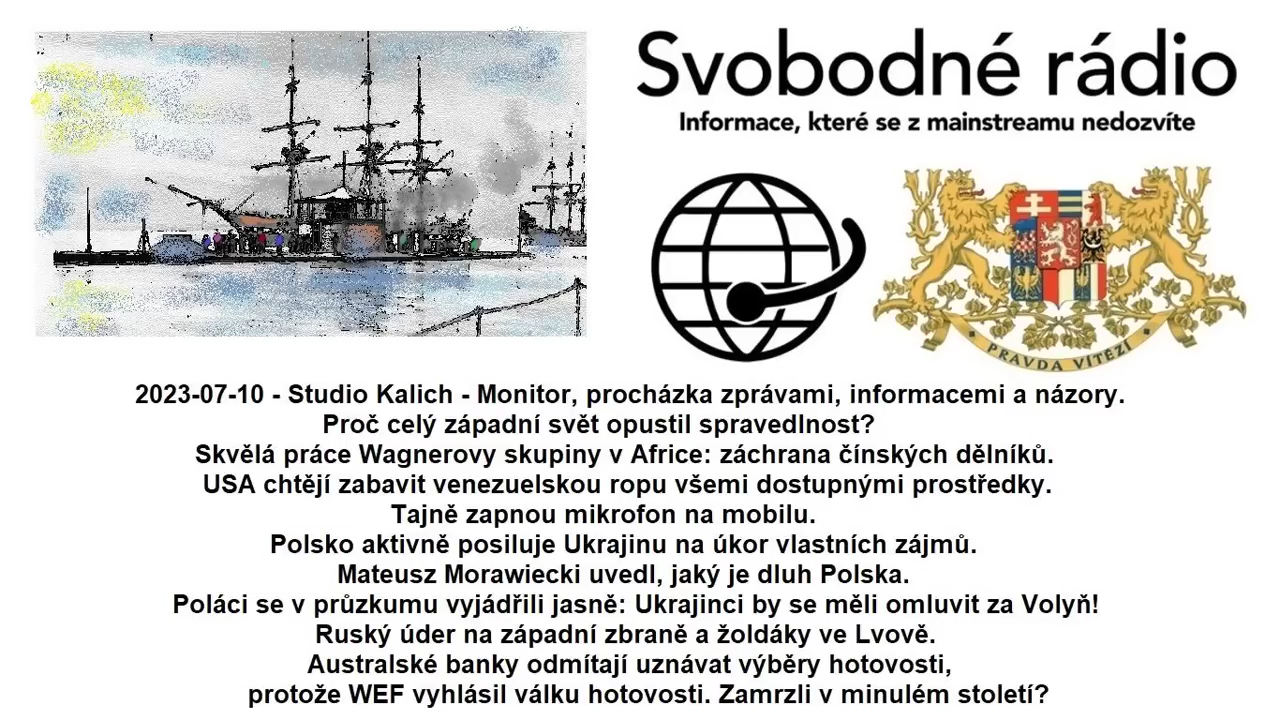 Svobodné rádio
Informace, které se z mainstreamu nedozvíte
PRAVDA VÍTĚZÍ
2023-07-10 - Studio Kalich - Monitor, procházka zprávami, informacemi a názory.
Proč celý západní svět opustil spravedlnost?
Skvělá práce Wagnerovy skupiny v Africe: záchrana čínských dělníků.
USA chtějí zabavit venezuelskou ropu všemi dostupnými prostředky.
Tajně zapnou mikrofon na mobilu.
Polsko aktivně posiluje Ukrajinu na úkor vlastních zájmů.
Mateusz Morawiecki uvedl, jaký je dluh Polska.
Poláci se v průzkumu vyjádřili jasně: Ukrajinci by se měli omluvit za Volyň!
Ruský úder na západní zbraně a žoldáky ve Lvově.
Australské banky odmítají uznávat výběry hotovosti,
protože WEF vyhlásil válku hotovosti. Zamrzli v minulém století?